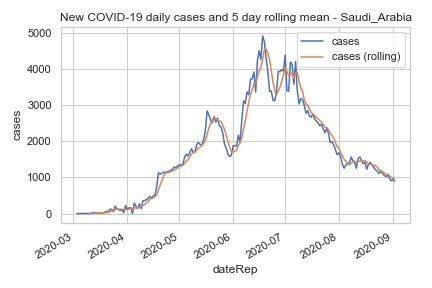 New COVID-19 daily cases and 5 day rolling mean - Saudi_Arabia
cases
cases (rolling)
5000
4000
3000
2000
1000
0
cases
2020-03
2020-04
2020-05
2020-06
2020-07
2020-08
2020-09
dateRep